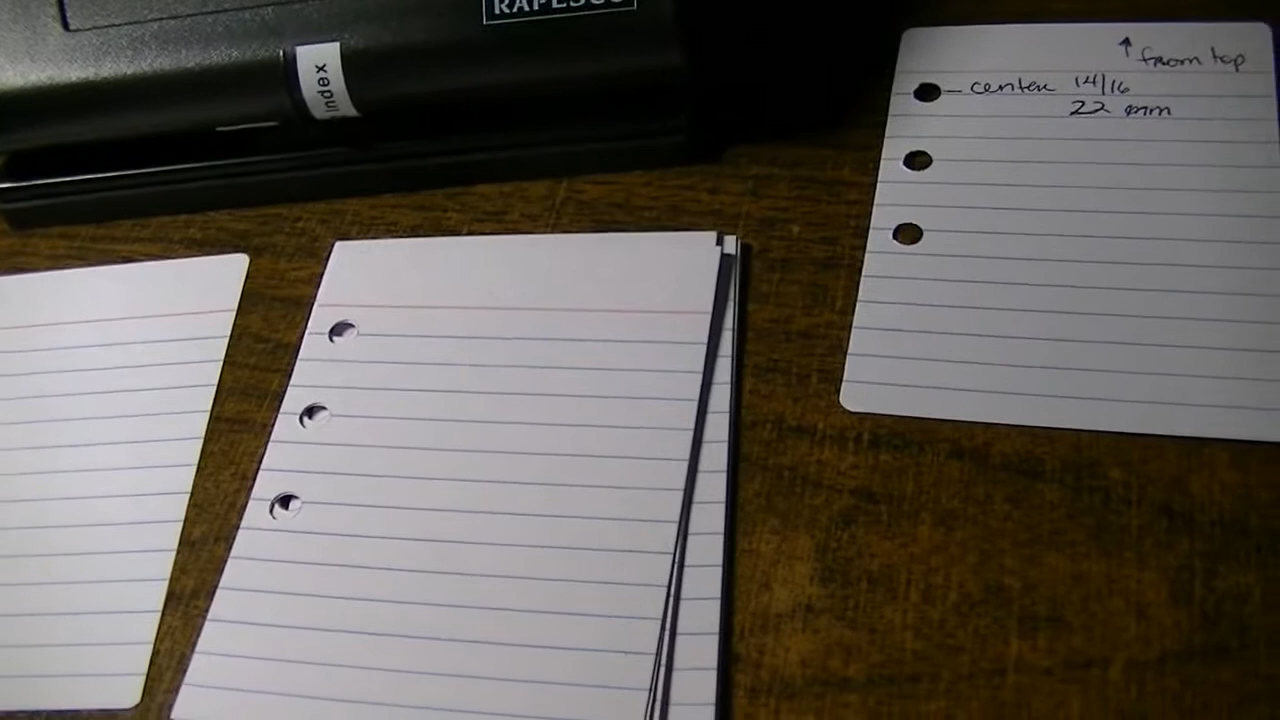 RAPESCO
Index
↑ from top
– center 14/16
22 mm